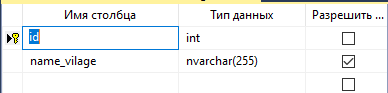 Имя столбца Тип данных Разрешить ...
id int
name_vilage nvarchar(255)